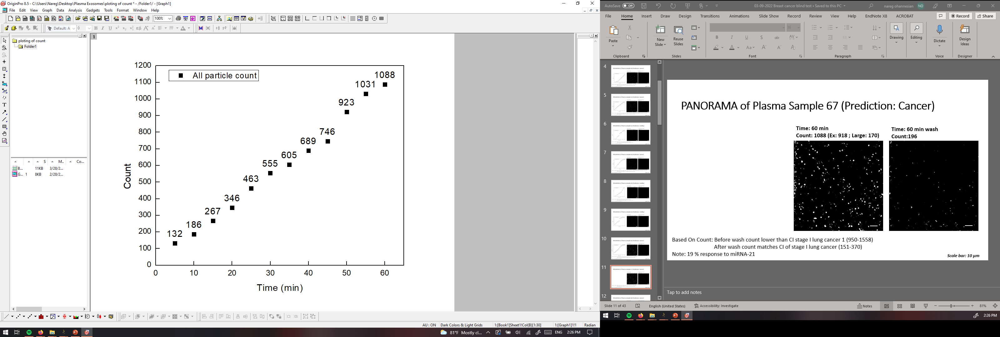 OriginPro 8.5 - C:\Users\Nareg\Desktop\Plasma Exosomes\ploting of count * - /Folder1/ - [Graph1]
File Edit View Graph Data Analysis Gadgets Tools Format Window Help
100%
Default: A 0 B I U
ploting of count
Folder1
S M.. Co...
B... 11KB 3/28/2...
G... 1 8KB 2/28/2...
1
All particle count
1200
1100
1000
900
800
700
600
500
400
300
200
100
0
Count
132
186
267
346
463
555
605
689
746
923
1031
1088
0 10 20 30 40 50 60
Time (min)
AU : ON Dark Colors & Light Grids 1:[Book1]Sheet1!Col(B)[1:30] 1:[Graph1]1!1 Radian
81°F Mostly cl... ENG 2:26 PM
AutoSave Off 03-09-2022 Breast cancer blind test • Saved to this PC nareg ohannesian NO
File Home Insert Draw Design Transitions Animations Slide Show Record Review View Help EndNote X8 ACROBAT Record Share
Paste New Slide Reuse Slides Drawing Editing Dictate Design Ideas
Clipboard Slides Font Paragraph Voice Designer
4
5
6
7
8
9
10
11
12
PANORAMA of Plasma Sample 67 (Prediction: Cancer)
Time: 60 min
Count: 1088 (Ex: 918 ; Large: 170)
Time: 60 min wash
Count:196
Based On Count: Before wash count lower than CI stage I lung cancer 1 (950-1558)
After wash count matches CI of stage I lung cancer (151-370)
Note: 19 % response to miRNA-21
Scale bar: 10 µm
Tap to add notes
Slide 11 of 43 English (United States) Accessibility: Investigate Notes 81%
2:26 PM